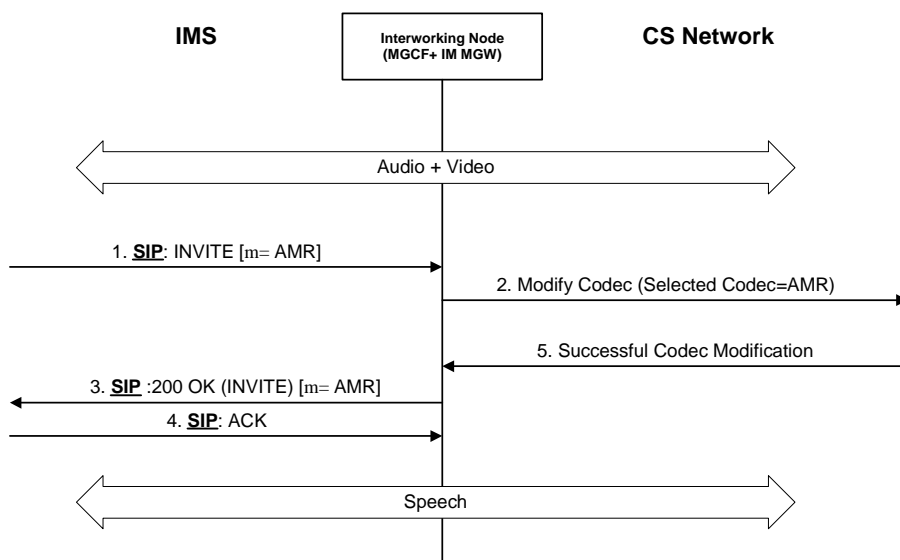 IMS
Interworking Node
(MGCF+ IM MGW)
CS Network
Audio + Video
1. SIP: INVITE [m= AMR]
2. Modify Codec (Selected Codec=AMR)
5. Successful Codec Modification
3. SIP :200 OK (INVITE) [m= AMR]
4. SIP: ACK
Speech